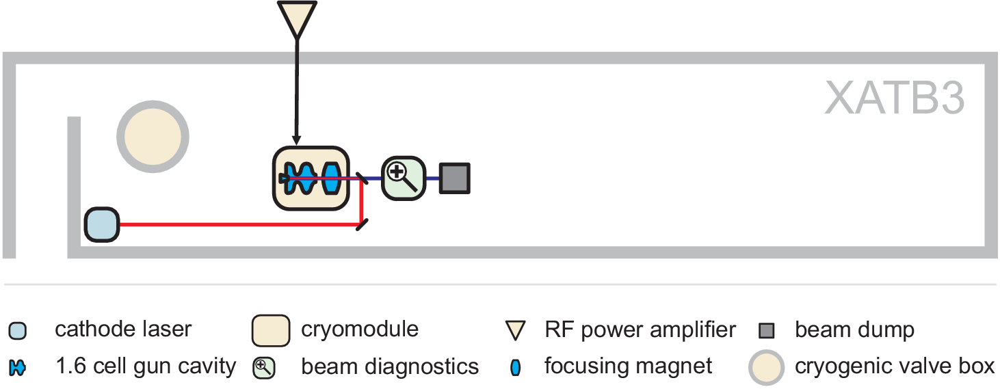 XATB3
cathode laser
cryomodule
RF power amplifier
beam dump
1.6 cell gun cavity
beam diagnostics
focusing magnet
cryogenic valve box